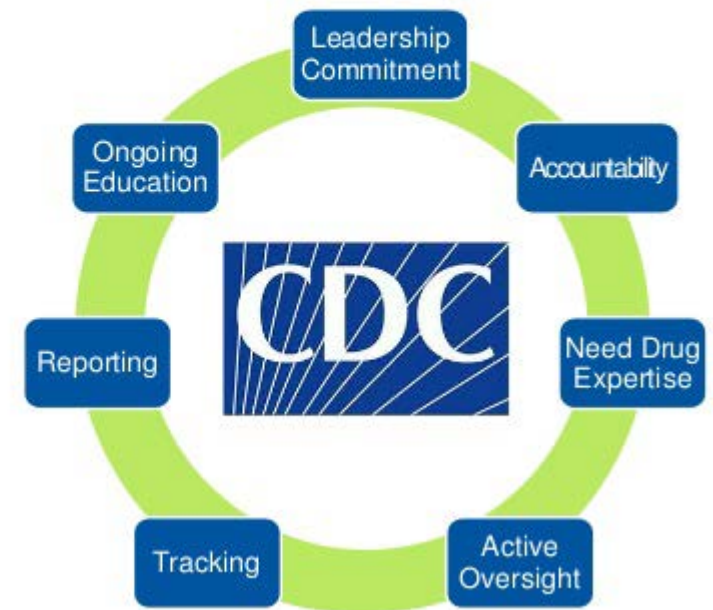 Leadership
Commitment
Accountability
Need Drug
Expertise
Active
Oversight
Tracking
Reporting
Ongoing
Education
CDC